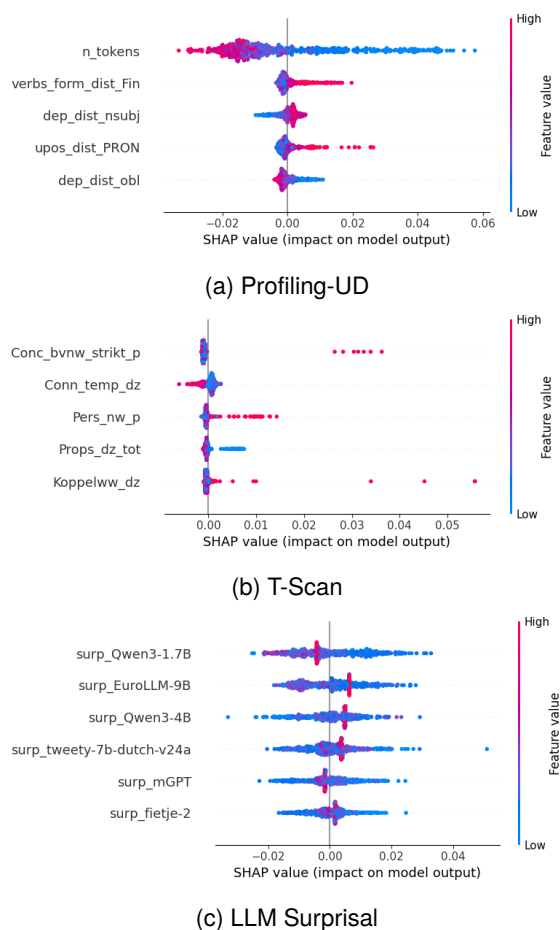 High
n_tokens
verbs_form_dist_Fin
dep_dist_nsubj
upos_dist_PRON
dep_dist_obl
Feature value
Low
−0.02 0.00 0.02 0.04 0.06
SHAP value (impact on model output)
(a) Profiling-UD
High
Conc_bvnw_strikt_p
Conn_temp_dz
Pers_nw_p
Props_dz_tot
Koppelww_dz
Feature value
Low
0.00 0.01 0.02 0.03 0.04 0.05
SHAP value (impact on model output)
(b) T-Scan
High
surp_Qwen3-1.7B
surp_EuroLLM-9B
surp_Qwen3-4B
surp_tweety-7b-dutch-v24a
surp_mGPT
surp_fietje-2
Feature value
Low
−0.02 0.00 0.02 0.04
SHAP value (impact on model output)
(c) LLM Surprisal